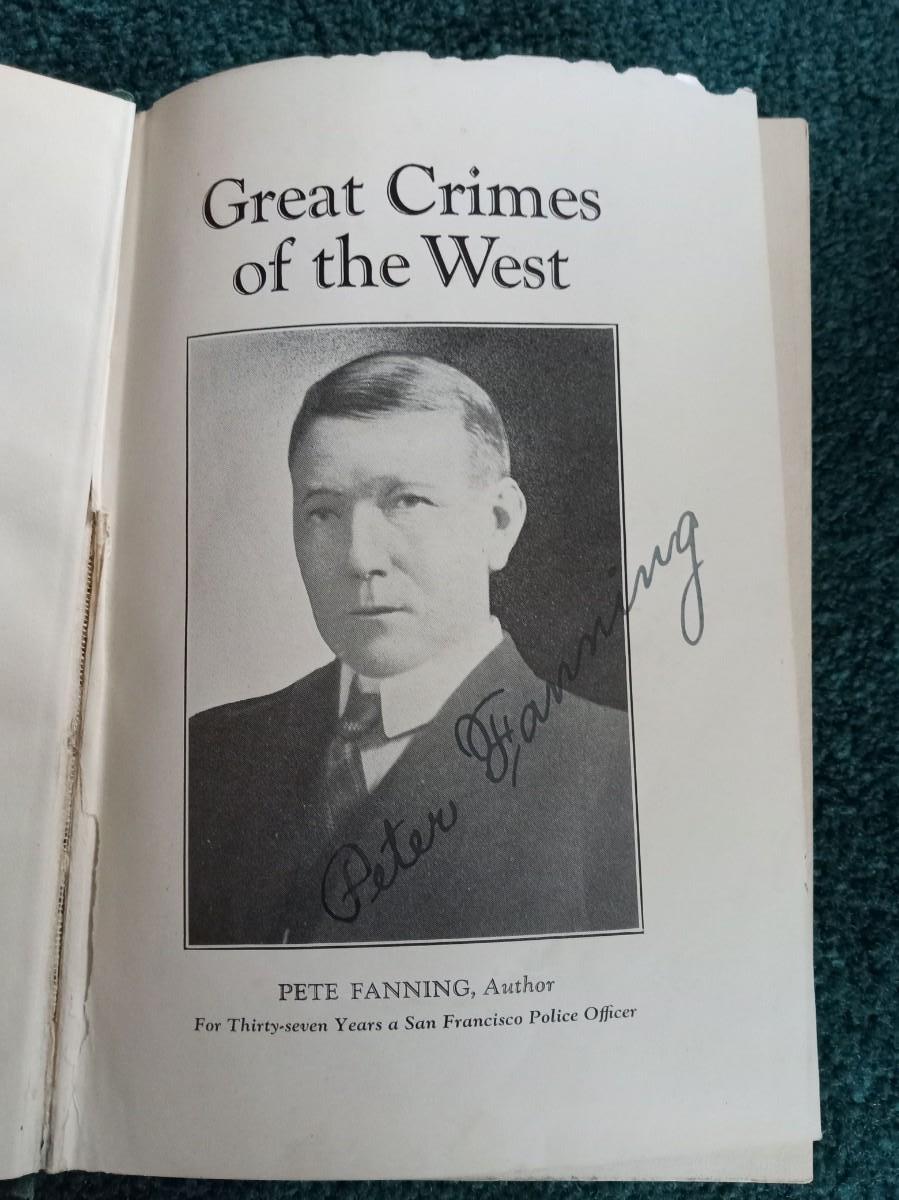 Great Crimes
of the West
Peter Fanning
PETE FANNING, Author
For Thirty-seven Years a San Francisco Police Officer